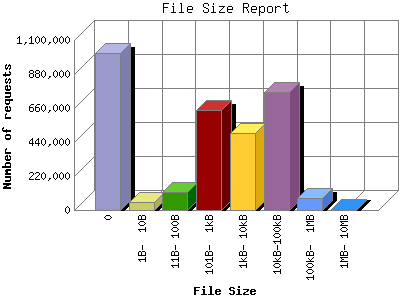 File Size Report
Number of requests
1,100,000
880,000
660,000
440,000
220,000
0
0
1B- 10B
11B- 100B
101B- 1kB
1kB- 10kB
10kB-100kB
100kB- 1MB
1MB- 10MB
File Size